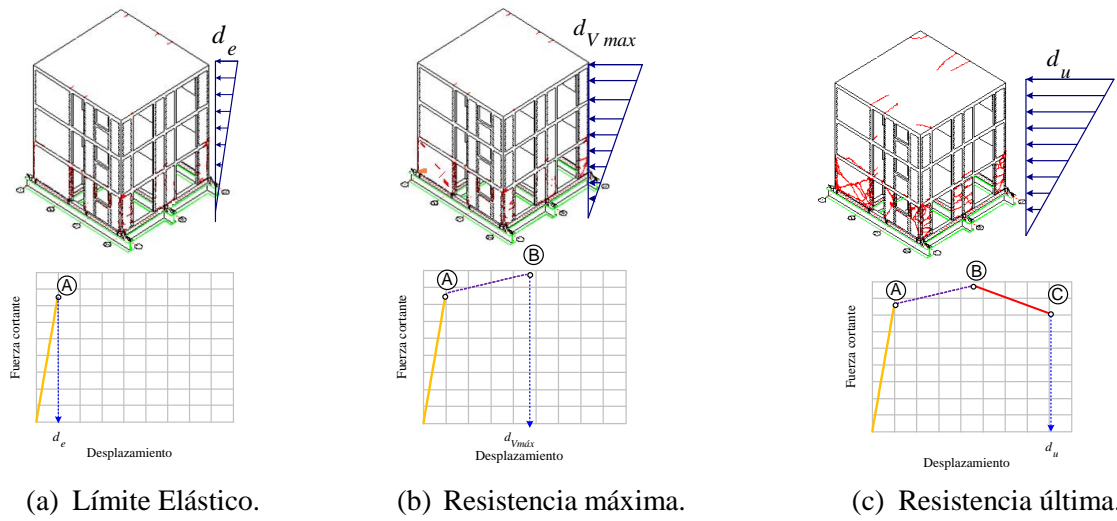 d_e
d_V max
d_u
A
Fuerza cortante
d_e
Desplazamiento
A
B
Fuerza cortante
d_Vmáx
Desplazamiento
A
B
C
Fuerza cortante
d_u
Desplazamiento
(a) Límite Elástico.
(b) Resistencia máxima.
(c) Resistencia última.